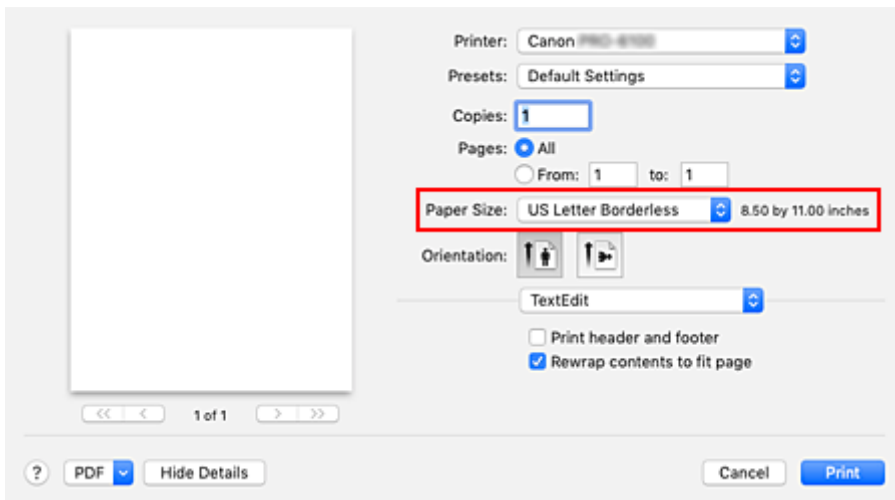 Printer: Canon
Presets: Default Settings
Copies: 1
Pages: All
From: 1 to: 1
Paper Size: US Letter Borderless 8.50 by 11.00 inches
Orientation:
TextEdit
Print header and footer
Rewrap contents to fit page
<< < 1 of 1 > >>
? PDF Hide Details Cancel Print